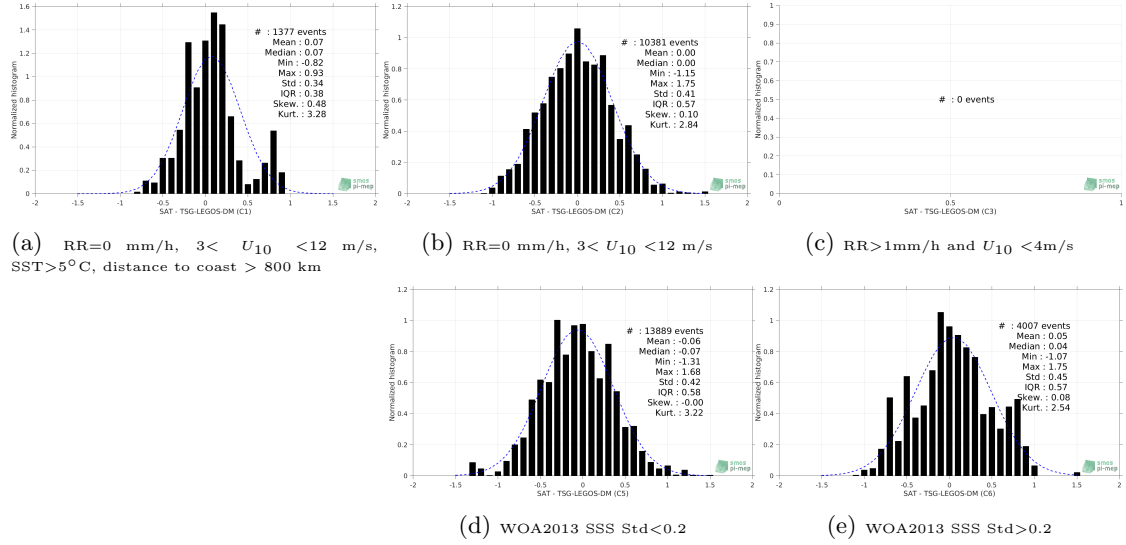 1.6
1.4
1.2
1
0.8
0.6
0.4
0.2
0
Normalized histogram
# : 1377 events
Mean : 0.07
Median : 0.07
Min : -0.82
Max : 0.93
Std : 0.34
IQR : 0.38
Skew. : 0.48
Kurt. : 3.28
smos
pi-mep
-2 -1.5 -1 -0.5 0 0.5 1 1.5 2
SAT - TSG-LEGOS-DM (C1)
(a) RR=0 mm/h, 3< U10 <12 m/s,
SST>5°C, distance to coast > 800 km
1.2
1
0.8
0.6
0.4
0.2
0
Normalized histogram
# : 10381 events
Mean : 0.00
Median : 0.00
Min : -1.15
Max : 1.75
Std : 0.41
IQR : 0.57
Skew. : 0.10
Kurt. : 2.84
smos
pi-mep
-2 -1.5 -1 -0.5 0 0.5 1 1.5 2
SAT - TSG-LEGOS-DM (C2)
(b) RR=0 mm/h, 3< U10 <12 m/s
1
0.9
0.8
0.7
0.6
0.5
0.4
0.3
0.2
0.1
0
Normalized histogram
# : 0 events
smos
pi-mep
0 0.5 1
SAT - TSG-LEGOS-DM (C3)
(c) RR>1mm/h and U10 <4m/s
1.2
1
0.8
0.6
0.4
0.2
0
Normalized histogram
# : 13889 events
Mean : -0.06
Median : -0.07
Min : -1.31
Max : 1.68
Std : 0.42
IQR : 0.58
Skew. : -0.00
Kurt. : 3.22
smos
pi-mep
-2 -1.5 -1 -0.5 0 0.5 1 1.5 2
SAT - TSG-LEGOS-DM (C5)
(d) WOA2013 SSS Std<0.2
1.2
1
0.8
0.6
0.4
0.2
0
Normalized histogram
# : 4007 events
Mean : 0.05
Median : 0.04
Min : -1.07
Max : 1.75
Std : 0.45
IQR : 0.57
Skew. : 0.08
Kurt. : 2.54
smos
pi-mep
-2 -1.5 -1 -0.5 0 0.5 1 1.5 2
SAT - TSG-LEGOS-DM (C6)
(e) WOA2013 SSS Std>0.2